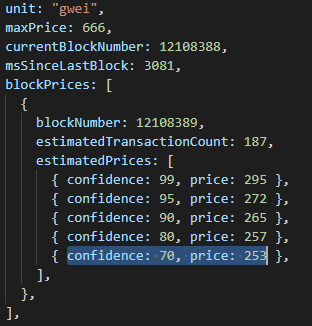 unit: "gwei",
maxPrice: 666,
currentBlockNumber: 12108388,
msSinceLastBlock: 3081,
blockPrices: [
{
blockNumber: 12108389,
estimatedTransactionCount: 187,
estimatedPrices: [
{ confidence: 99, price: 295 },
{ confidence: 95, price: 272 },
{ confidence: 90, price: 265 },
{ confidence: 80, price: 257 },
{ confidence: 70, price: 253 },
],
},
],